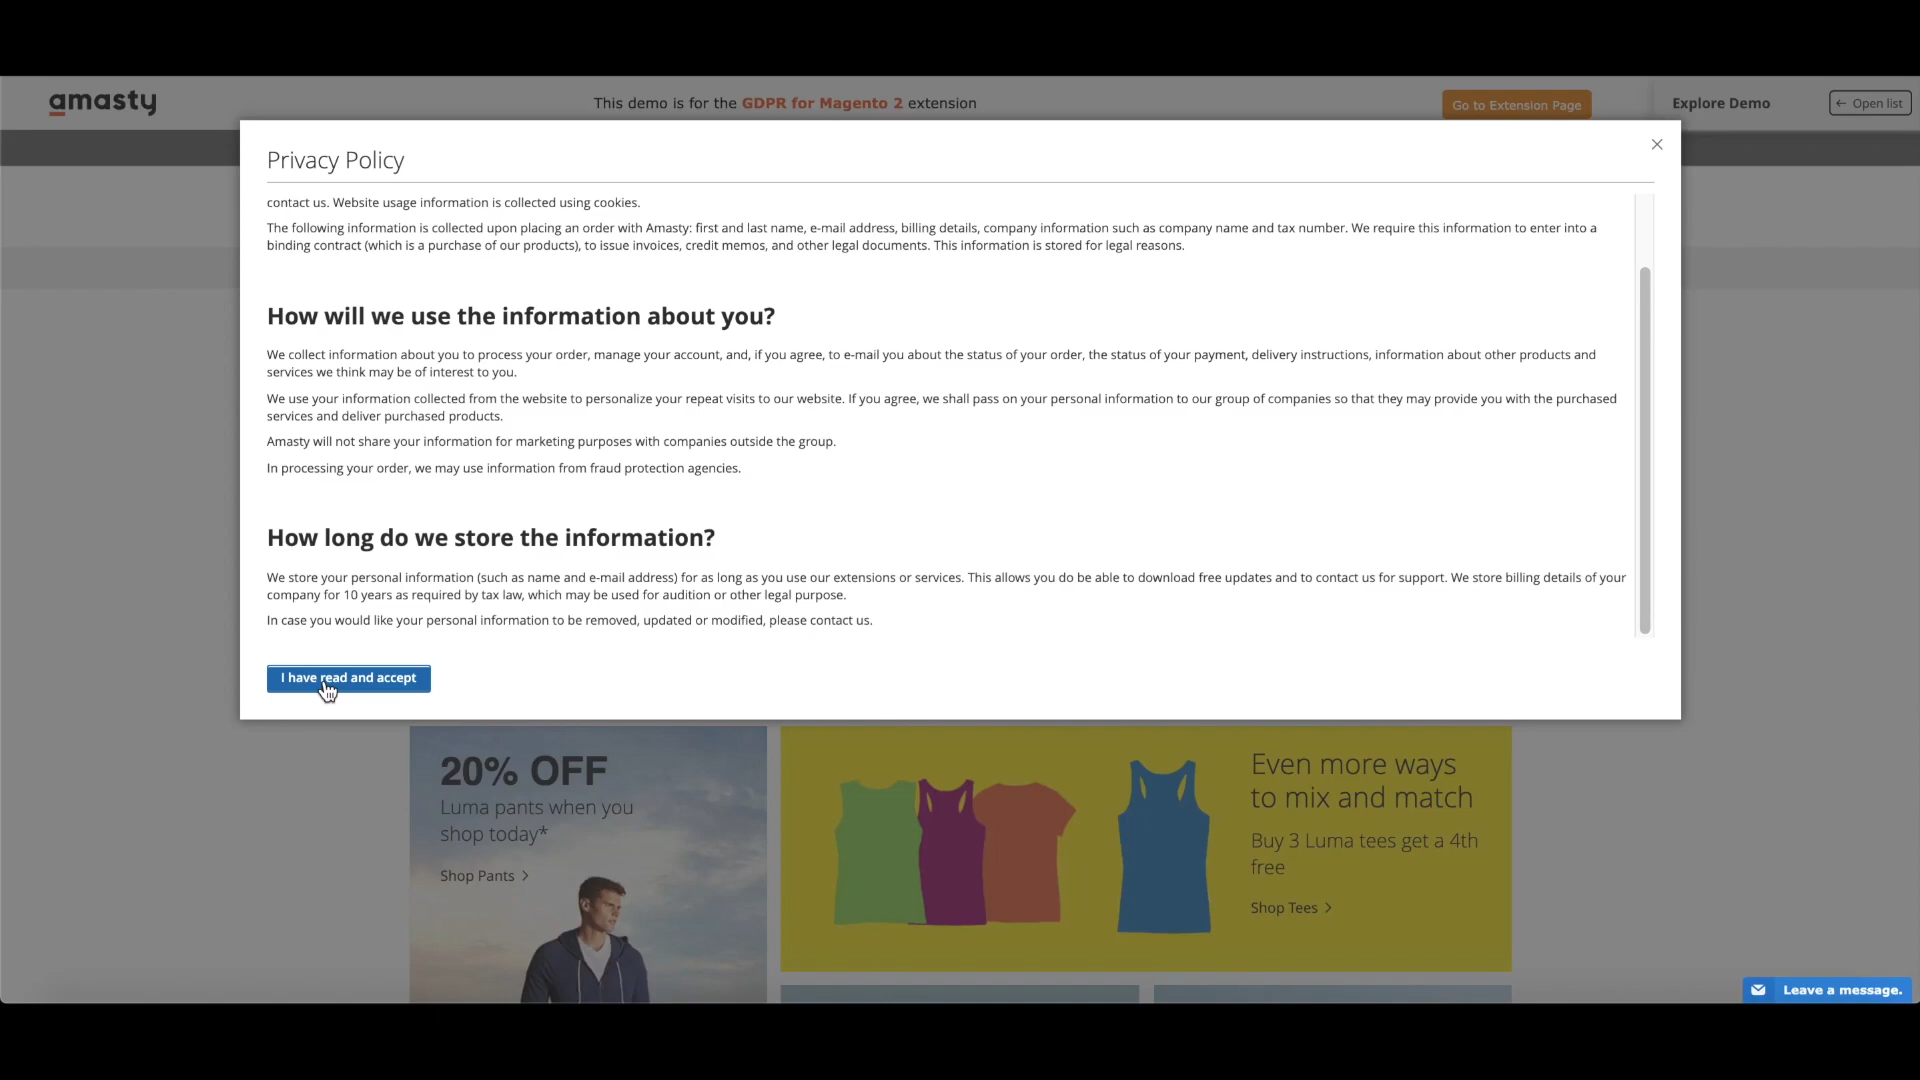 amasty
This demo is for the GDPR for Magento 2 extension
Go to Extension Page
Explore Demo
← Open list
Privacy Policy
contact us. Website usage information is collected using cookies.
The following information is collected upon placing an order with Amasty: first and last name, e-mail address, billing details, company information such as company name and tax number. We require this information to enter into a
binding contract (which is a purchase of our products), to issue invoices, credit memos, and other legal documents. This information is stored for legal reasons.
How will we use the information about you?
We collect information about you to process your order, manage your account, and, if you agree, to e-mail you about the status of your order, the status of your payment, delivery instructions, information about other products and
services we think may be of interest to you.
We use your information collected from the website to personalize your repeat visits to our website. If you agree, we shall pass on your personal information to our group of companies so that they may provide you with the purchased
services and deliver purchased products.
Amasty will not share your information for marketing purposes with companies outside the group.
In processing your order, we may use information from fraud protection agencies.
How long do we store the information?
We store your personal information (such as name and e-mail address) for as long as you use our extensions or services. This allows you do be able to download free updates and to contact us for support. We store billing details of your
company for 10 years as required by tax law, which may be used for audition or other legal purpose.
In case you would like your personal information to be removed, updated or modified, please contact us.
I have read and accept
20% OFF
Luma pants when you
shop today*
Shop Pants >
Even more ways
to mix and match
Buy 3 Luma tees get a 4th
free
Shop Tees >
Leave a message.